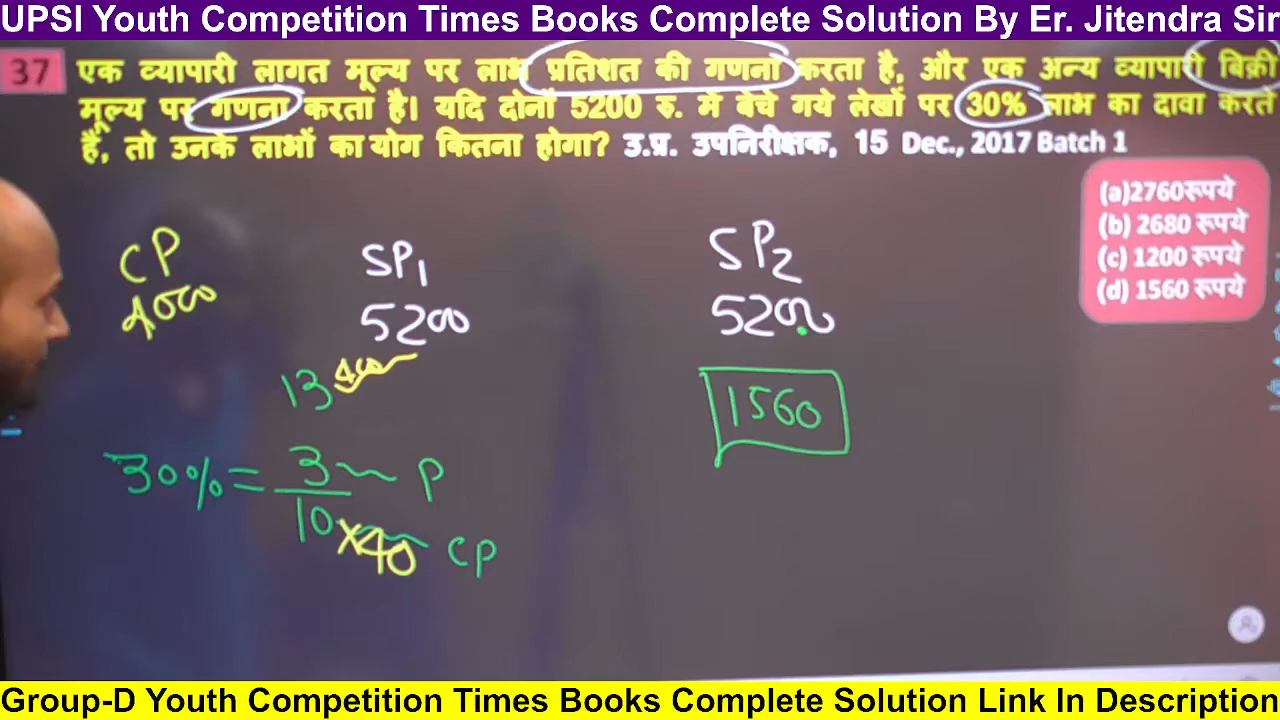 UPSI Youth Competition Times Books Complete Solution By Er. Jitendra Sir
37 एक व्यापारी लागत मूल्य पर लाभ प्रतिशत की गणना करता है, और एक अन्य व्यापारी बिक्री
मूल्य पर गणना करता है। यदि दोनों 5200 रु. में बेचे गये लेखों पर 30% लाभ का दावा करते
हैं, तो उनके लाभों का योग कितना होगा? उ.प्र. उपनिरीक्षक, 15 Dec., 2017 Batch 1
(a)2760रूपये
(b) 2680 रूपये
(c) 1200 रूपये
(d) 1560 रूपये
CP SP1 SP2
4000 5200 5200
13
1560
30% = 3 P
10 ×40 CP
Group-D Youth Competition Times Books Complete Solution Link In Description